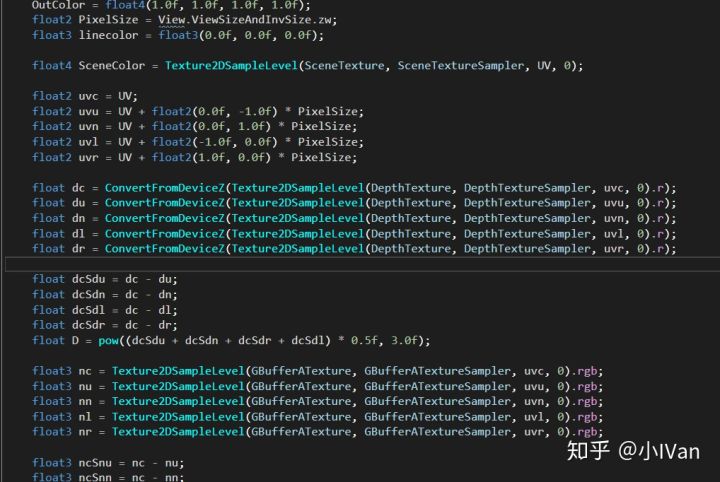 OutColor = float4(1.0f, 1.0f, 1.0f, 1.0f);
float2 PixelSize = View.ViewSizeAndInvSize.zw;
float3 linecolor = float3(0.0f, 0.0f, 0.0f);
float4 SceneColor = Texture2DSampleLevel(SceneTexture, SceneTextureSampler, UV, 0);
float2 uvc = UV;
float2 uvu = UV + float2(0.0f, -1.0f) * PixelSize;
float2 uvn = UV + float2(0.0f, 1.0f) * PixelSize;
float2 uvl = UV + float2(-1.0f, 0.0f) * PixelSize;
float2 uvr = UV + float2(1.0f, 0.0f) * PixelSize;
float dc = ConvertFromDeviceZ(Texture2DSampleLevel(DepthTexture, DepthTextureSampler, uvc, 0).r);
float du = ConvertFromDeviceZ(Texture2DSampleLevel(DepthTexture, DepthTextureSampler, uvu, 0).r);
float dn = ConvertFromDeviceZ(Texture2DSampleLevel(DepthTexture, DepthTextureSampler, uvn, 0).r);
float dl = ConvertFromDeviceZ(Texture2DSampleLevel(DepthTexture, DepthTextureSampler, uvl, 0).r);
float dr = ConvertFromDeviceZ(Texture2DSampleLevel(DepthTexture, DepthTextureSampler, uvr, 0).r);
float dcSdu = dc - du;
float dcSdn = dc - dn;
float dcSdl = dc - dl;
float dcSdr = dc - dr;
float D = pow((dcSdu + dcSdn + dcSdr + dcSdl) * 0.5f, 3.0f);
float3 nc = Texture2DSampleLevel(GBufferATexture, GBufferATextureSampler, uvc, 0).rgb;
float3 nu = Texture2DSampleLevel(GBufferATexture, GBufferATextureSampler, uvu, 0).rgb;
float3 nn = Texture2DSampleLevel(GBufferATexture, GBufferATextureSampler, uvn, 0).rgb;
float3 nl = Texture2DSampleLevel(GBufferATexture, GBufferATextureSampler, uvl, 0).rgb;
float3 nr = Texture2DSampleLevel(GBufferATexture, GBufferATextureSampler, uvr, 0).rgb;
float3 ncSnu = nc - nu;
float3 ncSnn = nc - nn;
知乎 @小IVan